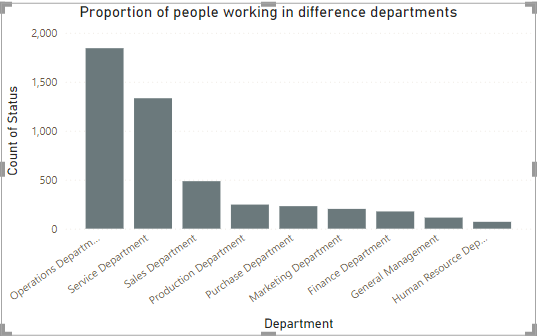 Proportion of people working in difference departments
Count of Status
2,000
1,500
1,000
500
0
Operations Departm...
Service Department
Sales Department
Production Department
Purchase Department
Marketing Department
Finance Department
General Management
Human Resource Dep...
Department